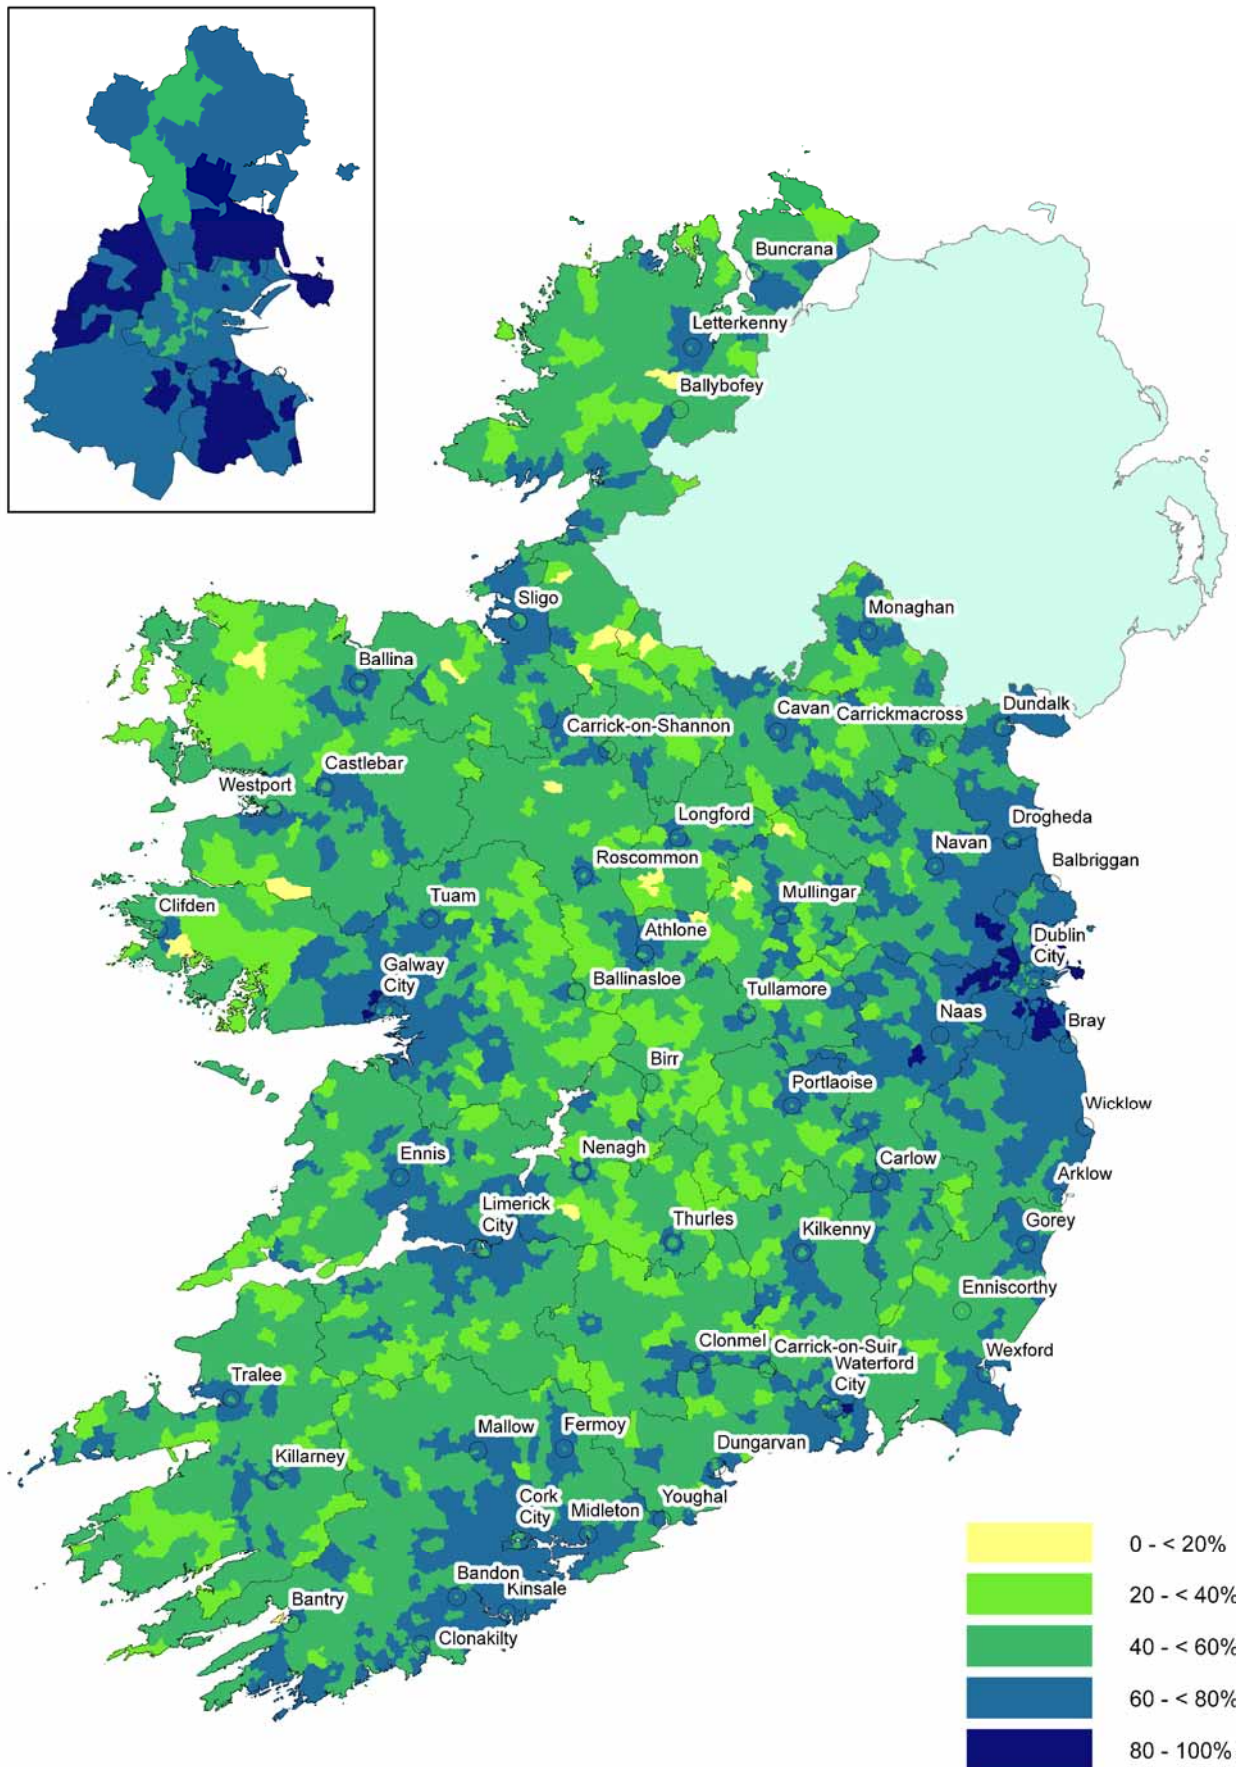 Buncrana
Letterkenny
Ballybofey
Sligo
Monaghan
Ballina
Cavan
Carrickmacross
Dundalk
Carrick-on-Shannon
Castlebar
Westport
Longford
Drogheda
Navan
Roscommon
Balbriggan
Tuam
Mullingar
Clifden
Athlone
Dublin
City
Galway
City
Ballinasloe
Tullamore
Naas
Bray
Birr
Portlaoise
Wicklow
Ennis
Nenagh
Carlow
Arklow
Limerick
City
Thurles
Kilkenny
Gorey
Enniscorthy
Clonmel
Carrick-on-Suir
Waterford
City
Wexford
Tralee
Mallow
Fermoy
Dungarvan
Killarney
Cork
City
Midleton
Youghal
Bandon
Kinsale
Bantry
Clonakilty
0 - < 20%
20 - < 40%
40 - < 60%
60 - < 80%
80 - 100%